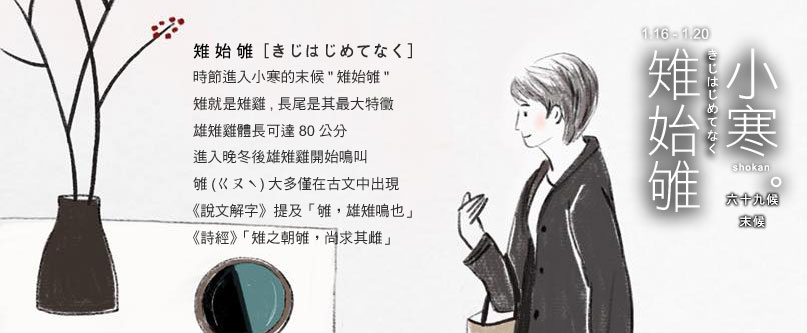 雉始雊［きじはじめてなく］
時節進入小寒的末候"雉始雊"
雉就是雉雞,長尾是其最大特徵
雄雉雞體長可達80公分
進入晚冬後雄雉雞開始鳴叫
雊(ㄍㄡˋ)大多僅在古文中出現
《說文解字》提及「雊，雄雉鳴也」
《詩經》「雉之朝雊，尚求其雌」
1.16 - 1.20
小寒。
shokan
きじはじめてなく
雉始雊
六十九候
末候